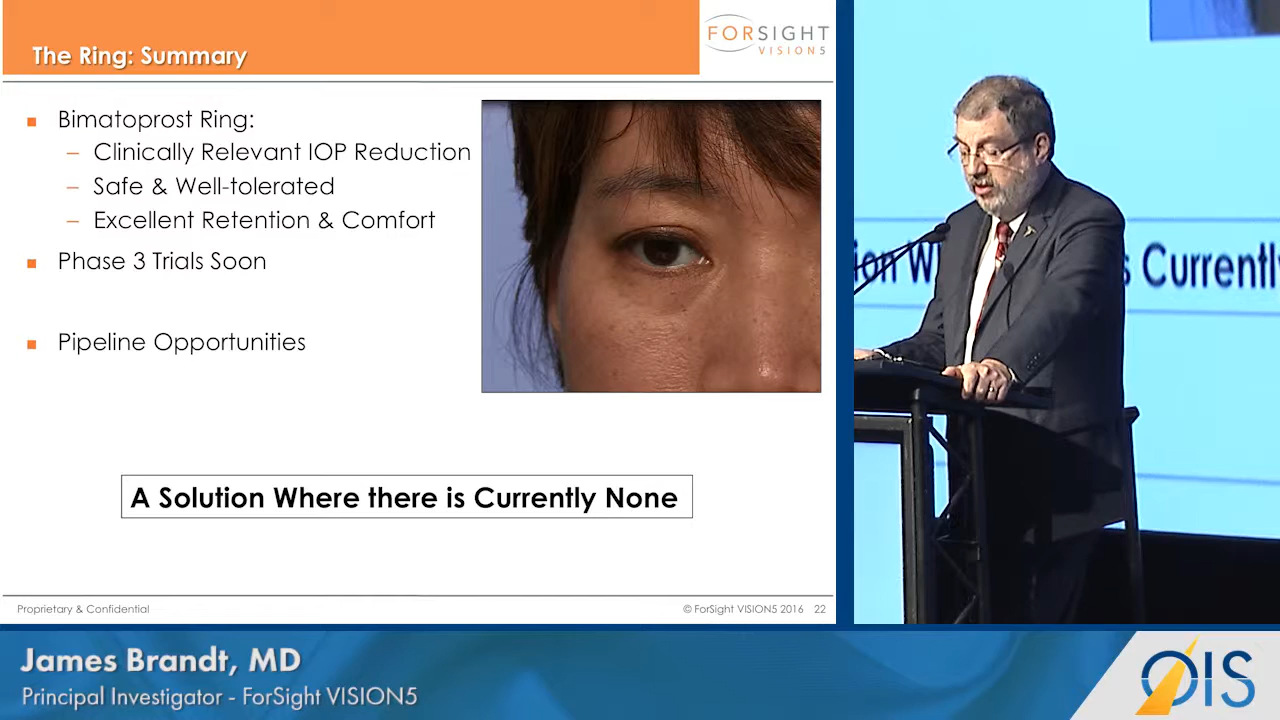 The Ring: Summary
FORSIGHT
VISION5
Bimatoprost Ring:
– Clinically Relevant IOP Reduction
– Safe & Well-tolerated
– Excellent Retention & Comfort
Phase 3 Trials Soon
Pipeline Opportunities
A Solution Where there is Currently None
Proprietary & Confidential
© ForSight VISION5 2016 22
s Currently
James Brandt, MD
Principal Investigator - ForSight VISION5
OIS